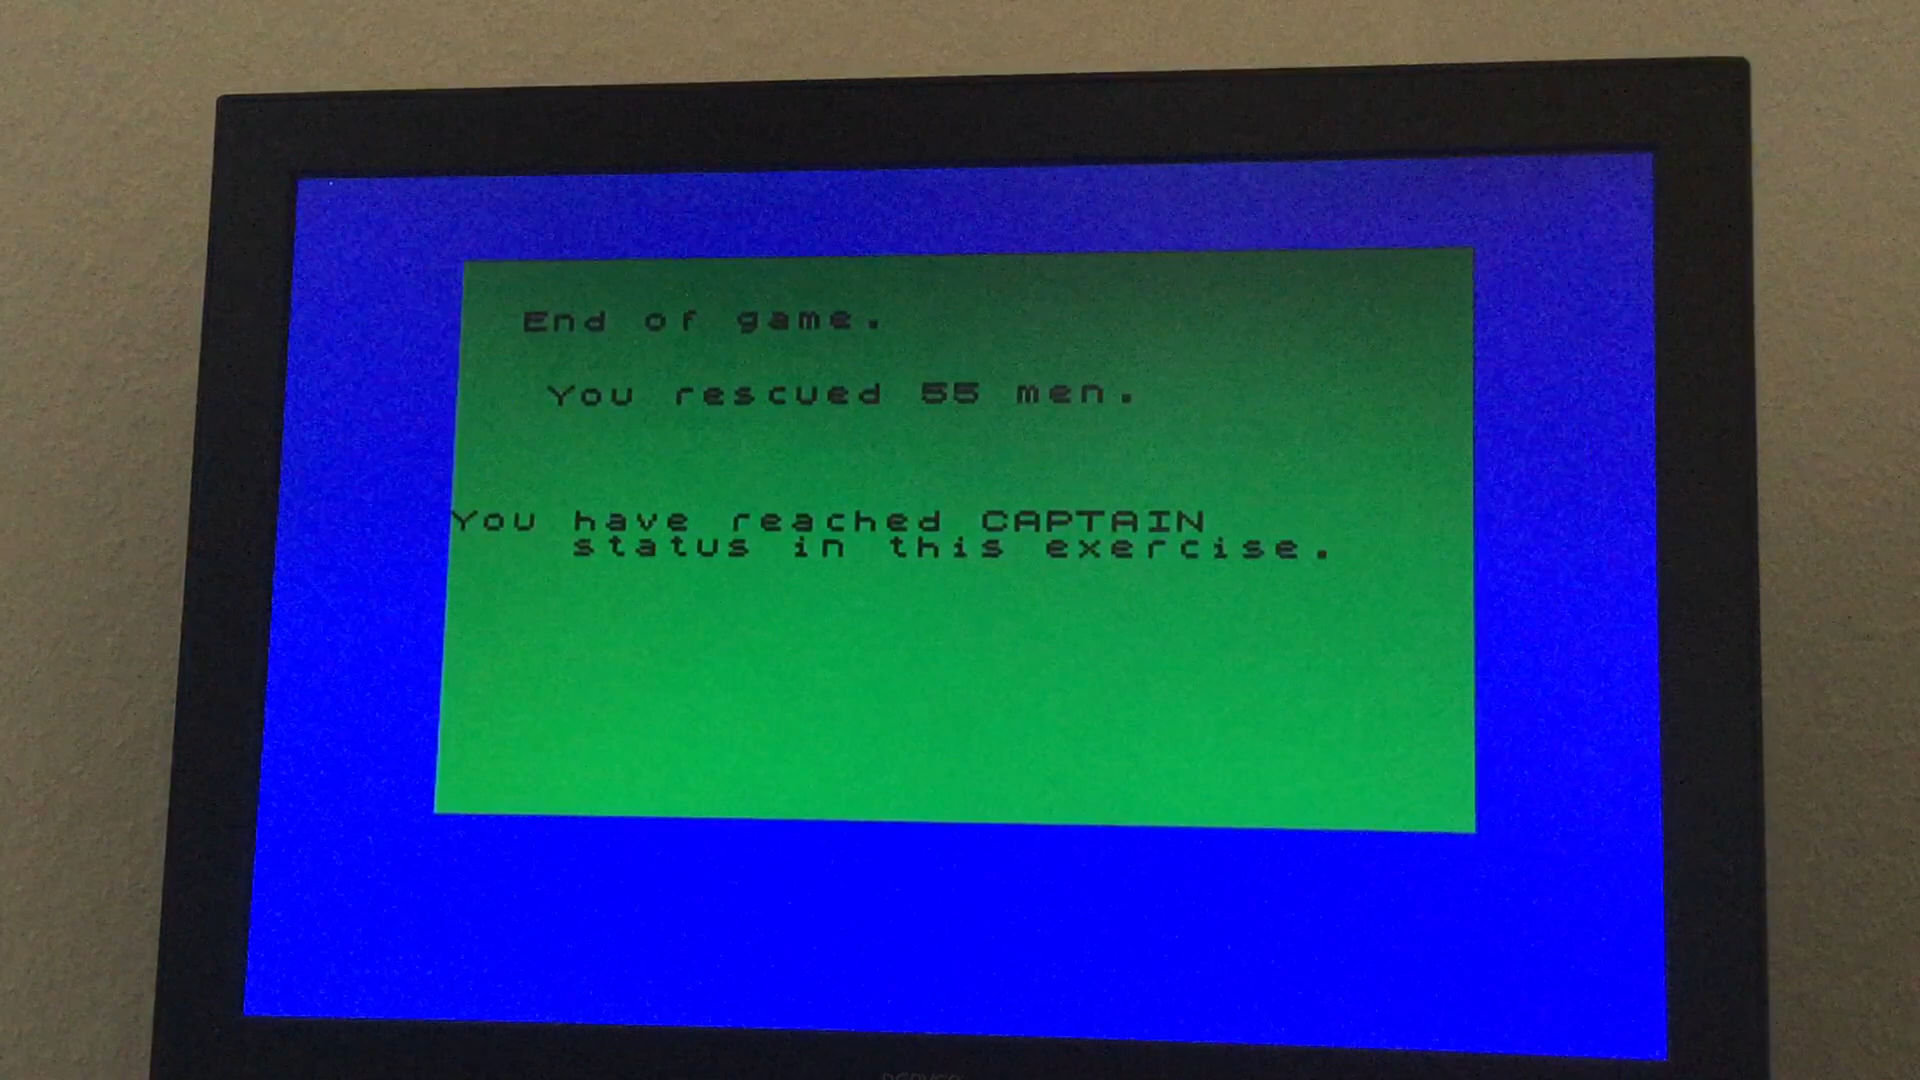 End of game.
You rescued 55 men.
You have reached CAPTAIN
status in this exercise.